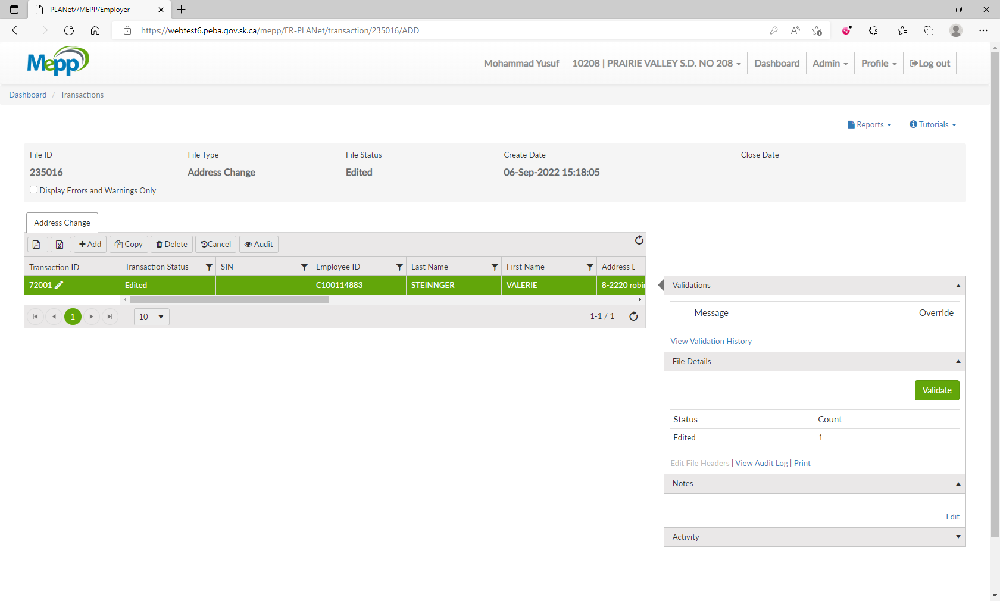 PLANet//MEPP/Employer
https://webtest6.peba.gov.sk.ca/mepp/ER-PLANet/transaction/235016/ADD
Mepp
Mohammad Yusuf
10208 | PRAIRIE VALLEY S.D. NO 208
Dashboard
Admin
Profile
Log out
Dashboard / Transactions
Reports
Tutorials
File ID
File Type
File Status
Create Date
Close Date
235016
Address Change
Edited
06-Sep-2022 15:18:05
Display Errors and Warnings Only
Address Change
Add
Copy
Delete
Cancel
Audit
Transaction ID
Transaction Status
SIN
Employee ID
Last Name
First Name
Address L
72001
Edited
C100114883
STEINNGER
VALERIE
8-2220 robi
1
10
1-1 / 1
Validations
Message
Override
View Validation History
File Details
Validate
Status
Count
Edited
1
Edit File Headers | View Audit Log | Print
Notes
Edit
Activity